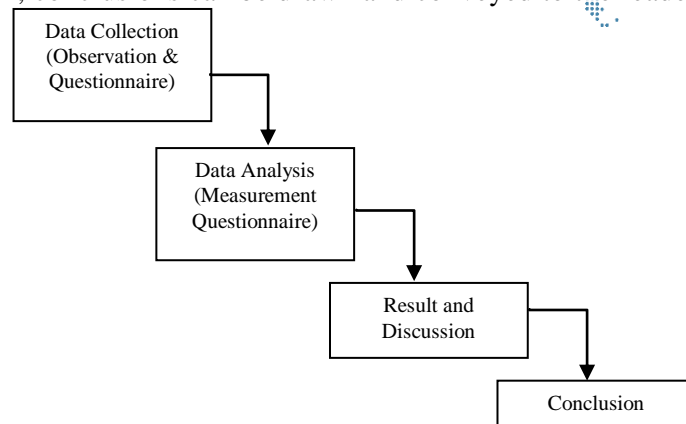 Data Collection
(Observation &
Questionnaire)
Data Analysis
(Measurement
Questionnaire)
Result and
Discussion
Conclusion